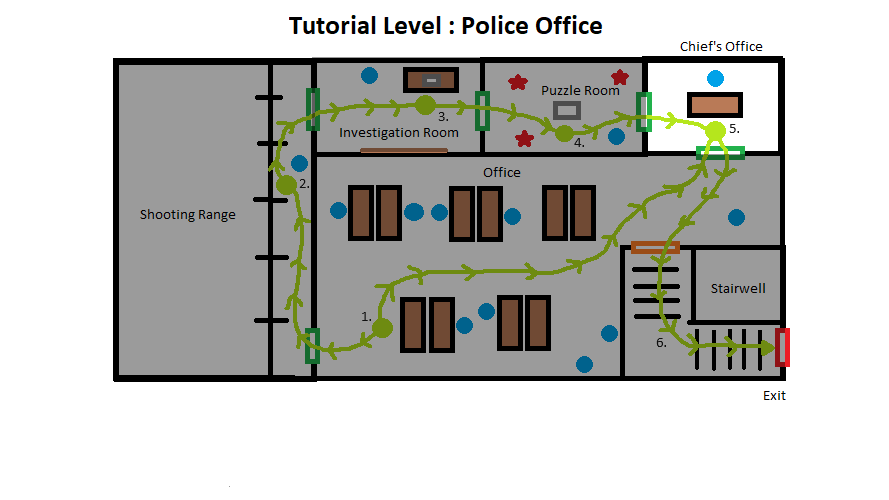 Tutorial Level : Police Office
Chief's Office
Puzzle Room
3.
5.
Investigation Room
4.
Office
2.
Shooting Range
Stairwell
1.
6.
Exit